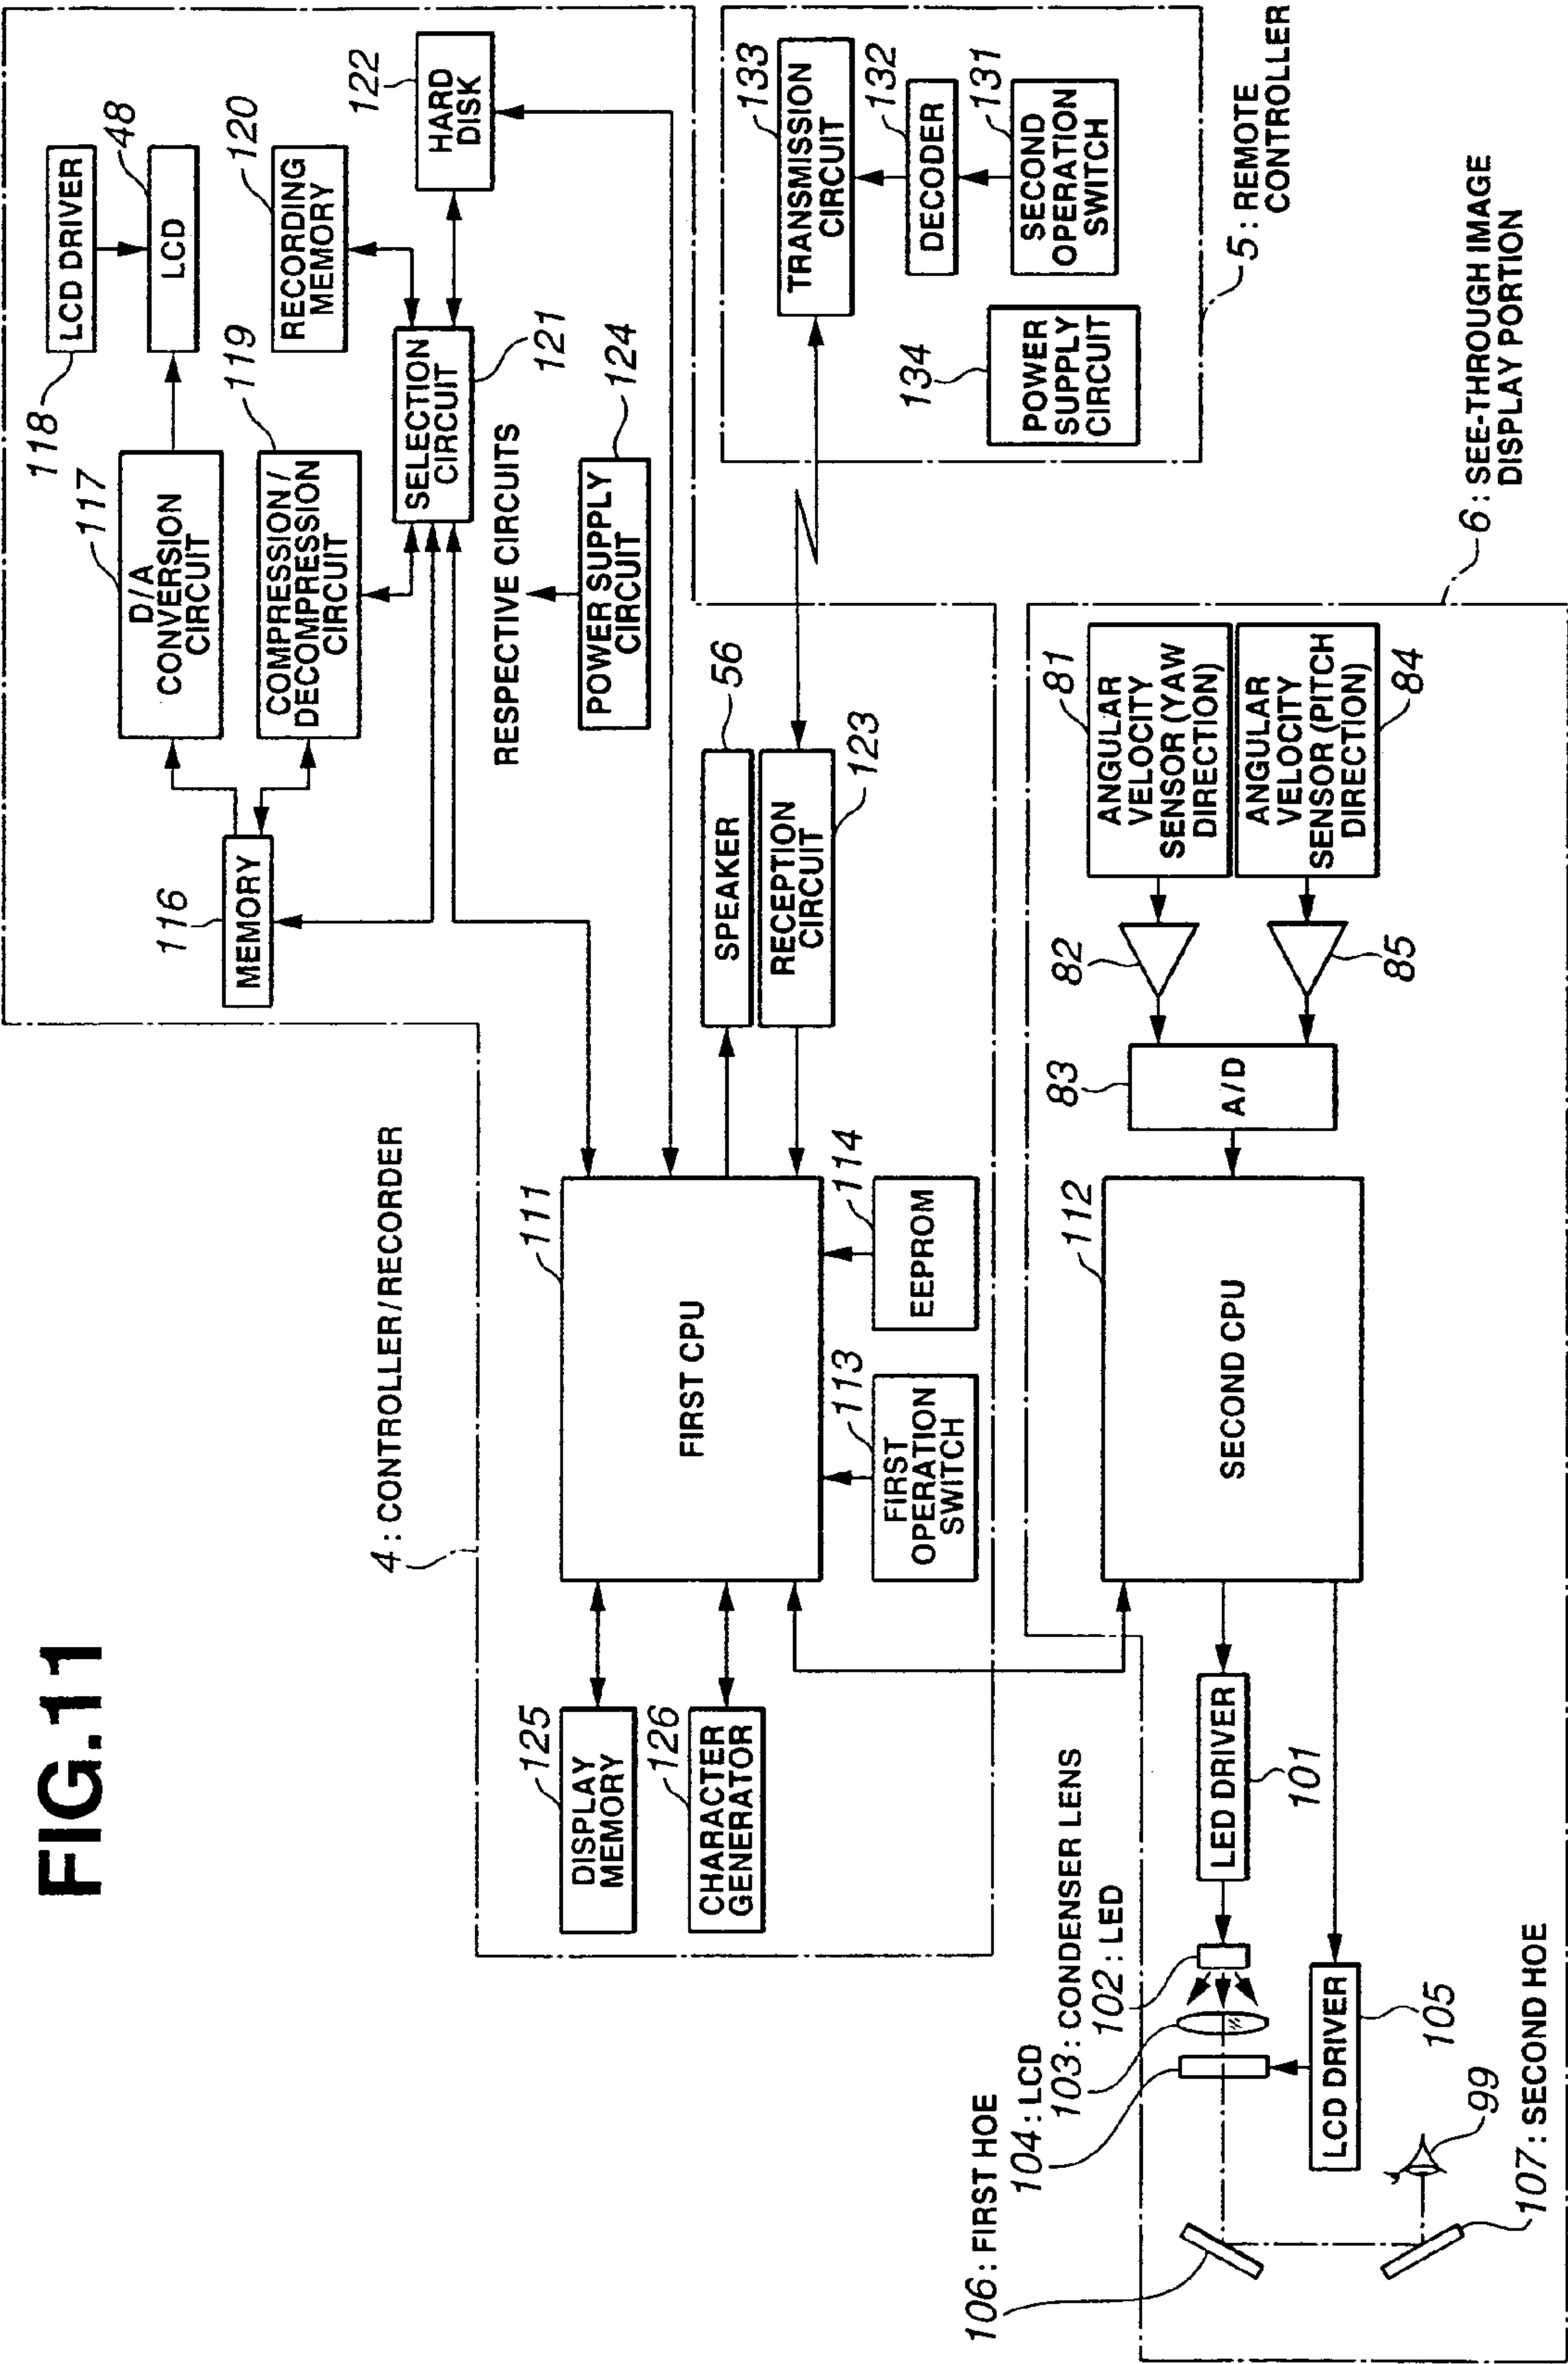 FIG.11
4 : CONTROLLER/RECORDER
125
DISPLAY
MEMORY
126
CHARACTER
GENERATOR
111
FIRST CPU
113
FIRST
OPERATION
SWITCH
114
EEPROM
116
MEMORY
117
D/A
CONVERSION
CIRCUIT
118
LCD DRIVER
48
LCD
119
COMPRESSION /
DECOMPRESSION
CIRCUIT
120
RECORDING
MEMORY
SELECTION
CIRCUIT
121
122
HARD
DISK
RESPECTIVE CIRCUITS
124
POWER SUPPLY
CIRCUIT
56
SPEAKER
RECEPTION
CIRCUIT
123
133
TRANSMISSION
CIRCUIT
132
DECODER
131
SECOND
OPERATION
SWITCH
134
POWER
SUPPLY
CIRCUIT
5 : REMOTE
CONTROLLER
6 : SEE-THROUGH IMAGE
DISPLAY PORTION
81
ANGULAR
VELOCITY
SENSOR (YAW
DIRECTION)
ANGULAR
VELOCITY
SENSOR (PITCH
DIRECTION)
84
82
85
83
A/D
112
SECOND CPU
LED DRIVER
101
102 : LED
103 : CONDENSER LENS
104 : LCD
106 : FIRST HOE
LCD DRIVER
105
99
107 : SECOND HOE